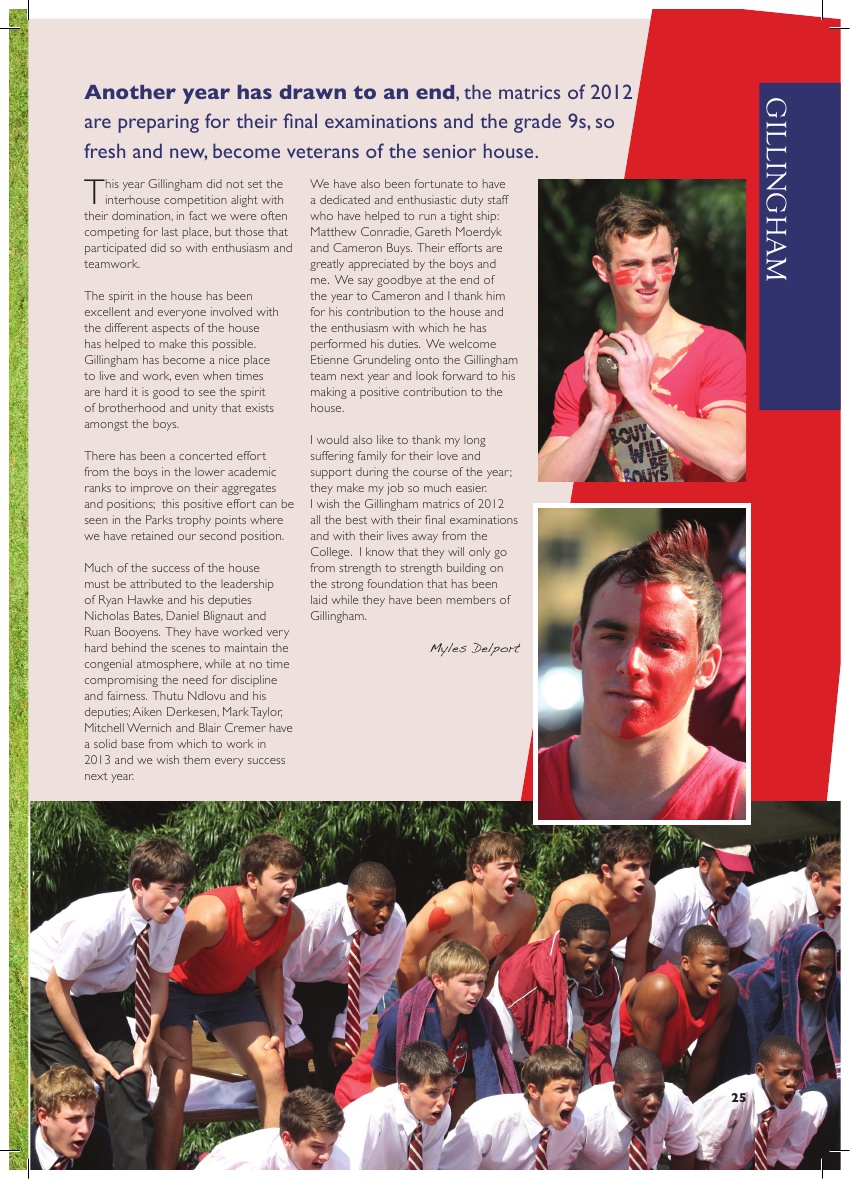 Another year has drawn to an end, the matrics of 2012
are preparing for their final examinations and the grade 9s, so
fresh and new, become veterans of the senior house.
GILLINGHAM
This year Gillingham did not set the
interhouse competition alight with
their domination, in fact we were often
competing for last place, but those that
participated did so with enthusiasm and
teamwork.
The spirit in the house has been
excellent and everyone involved with
the different aspects of the house
has helped to make this possible.
Gillingham has become a nice place
to live and work, even when times
are hard it is good to see the spirit
of brotherhood and unity that exists
amongst the boys.
There has been a concerted effort
from the boys in the lower academic
ranks to improve on their aggregates
and positions; this positive effort can be
seen in the Parks trophy points where
we have retained our second position.
Much of the success of the house
must be attributed to the leadership
of Ryan Hawke and his deputies
Nicholas Bates, Daniel Blignaut and
Ruan Booyens. They have worked very
hard behind the scenes to maintain the
congenial atmosphere, while at no time
compromising the need for discipline
and fairness. Thutu Ndlovu and his
deputies; Aiken Derkesen, Mark Taylor,
Mitchell Wernich and Blair Cremer have
a solid base from which to work in
2013 and we wish them every success
next year.
We have also been fortunate to have
a dedicated and enthusiastic duty staff
who have helped to run a tight ship:
Matthew Conradie, Gareth Moerdyk
and Cameron Buys. Their efforts are
greatly appreciated by the boys and
me. We say goodbye at the end of
the year to Cameron and I thank him
for his contribution to the house and
the enthusiasm with which he has
performed his duties. We welcome
Etienne Grundeling onto the Gillingham
team next year and look forward to his
making a positive contribution to the
house.
I would also like to thank my long
suffering family for their love and
support during the course of the year;
they make my job so much easier.
I wish the Gillingham matrics of 2012
all the best with their final examinations
and with their lives away from the
College. I know that they will only go
from strength to strength building on
the strong foundation that has been
laid while they have been members of
Gillingham.
Myles Delport
BOUYS
WILL
BE
BOUYS
25